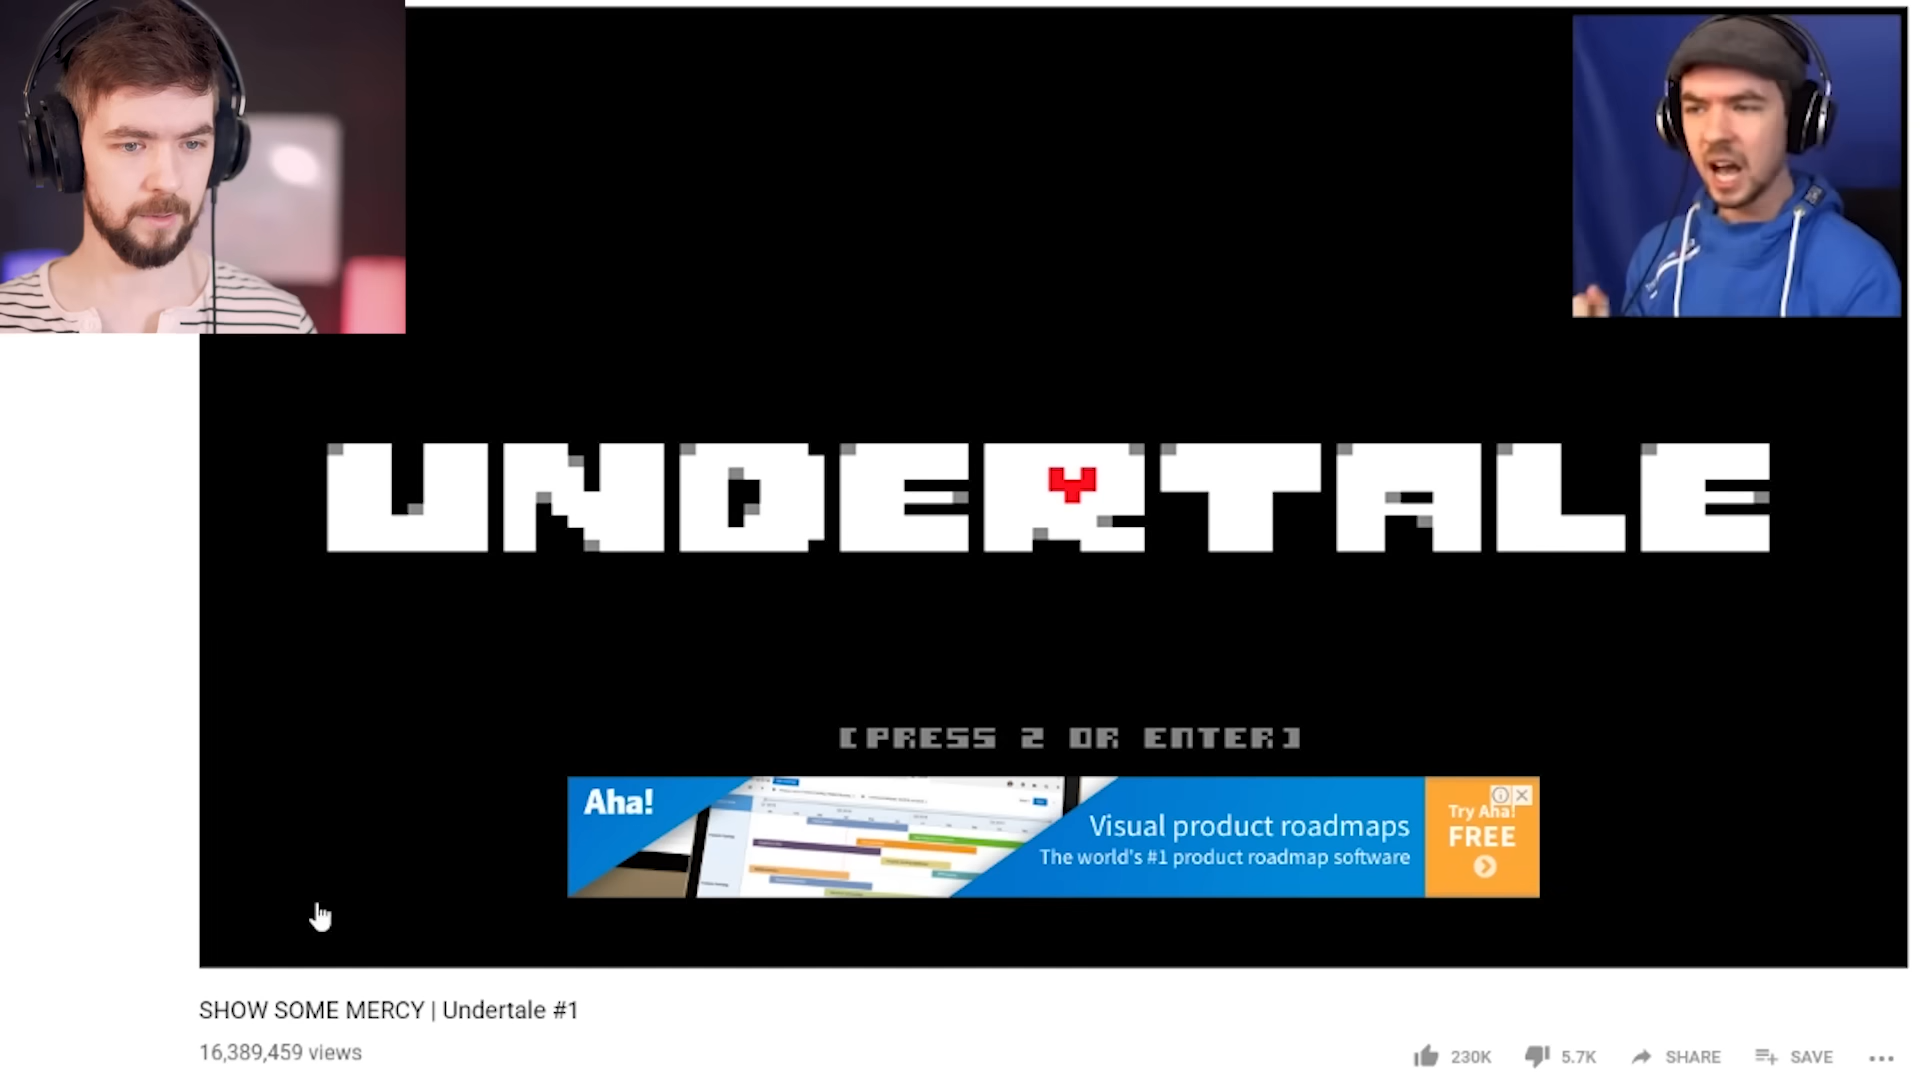 UNDERTALE
[PRESS Z OR ENTER]
Aha!
Visual product roadmaps
The world's #1 product roadmap software
Try Aha!
FREE
SHOW SOME MERCY | Undertale #1
16,389,459 views
230K
5.7K
SHARE
SAVE